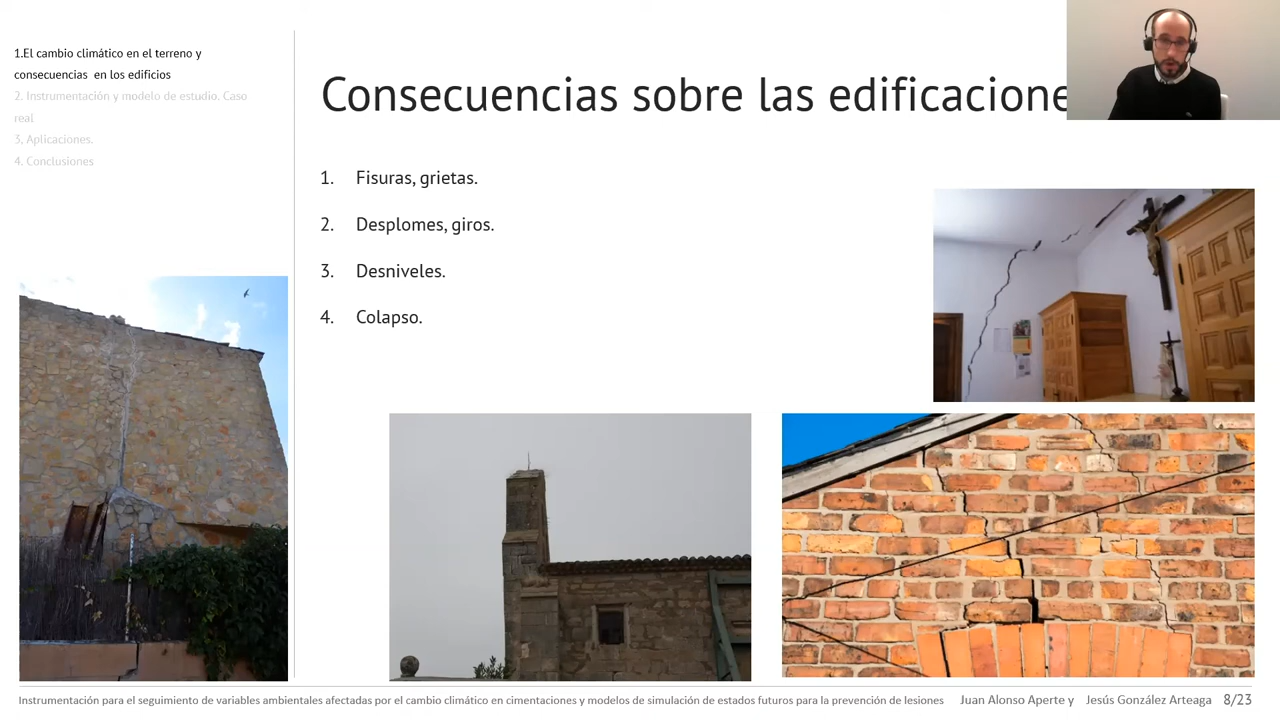 1.El cambio climático en el terreno y
consecuencias en los edificios
2. Instrumentación y modelo de estudio. Caso
real
3, Aplicaciones.
4. Conclusiones
Consecuencias sobre las edificacione
1. Fisuras, grietas.
2. Desplomes, giros.
3. Desniveles.
4. Colapso.
Instrumentación para el seguimiento de variables ambientales afectadas por el cambio climático en cimentaciones y modelos de simulación de estados futuros para la prevención de lesiones Juan Alonso Aperte y Jesús González Arteaga 8/23